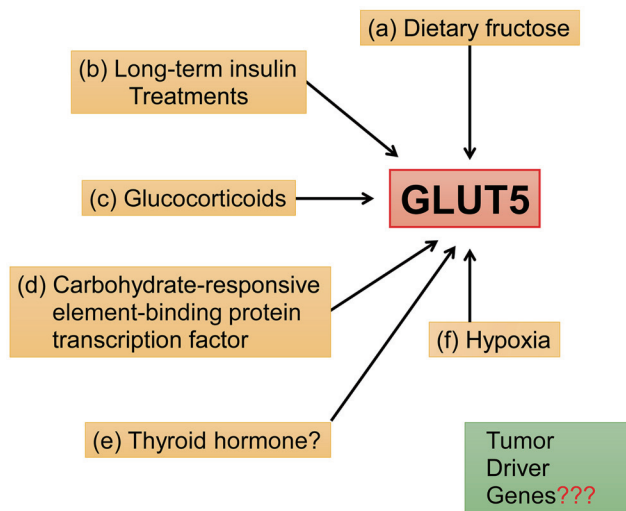 (a) Dietary fructose
(b) Long-term insulin
Treatments
(c) Glucocorticoids
GLUT5
(d) Carbohydrate-responsive
element-binding protein
transcription factor
(f) Hypoxia
(e) Thyroid hormone?
Tumor
Driver
Genes???